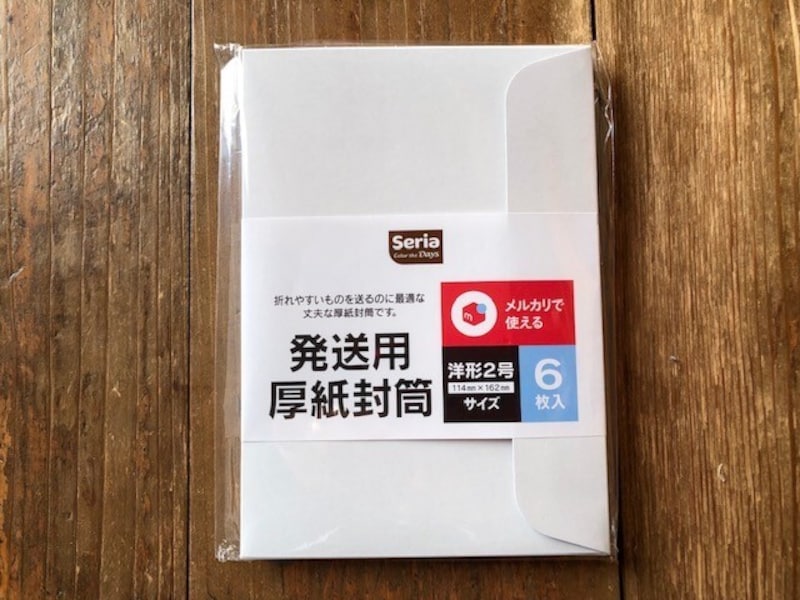 Seria
Color the Days
折れやすいものを送るのに最適な
丈夫な厚紙封筒です。
発送用
厚紙封筒
m
メルカリで
使える
洋形2号
114mm×162mm
サイズ
6
枚入